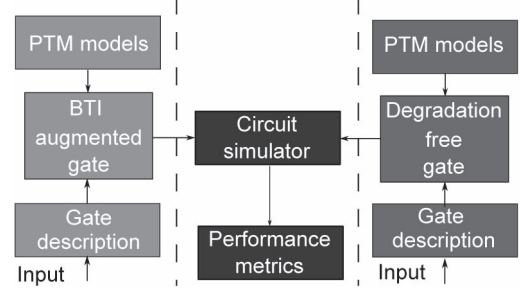 PTM models
BTI
augmented
gate
Gate
description
Input
Circuit
simulator
Performance
metrics
PTM models
Degradation
free
gate
Gate
description
Input